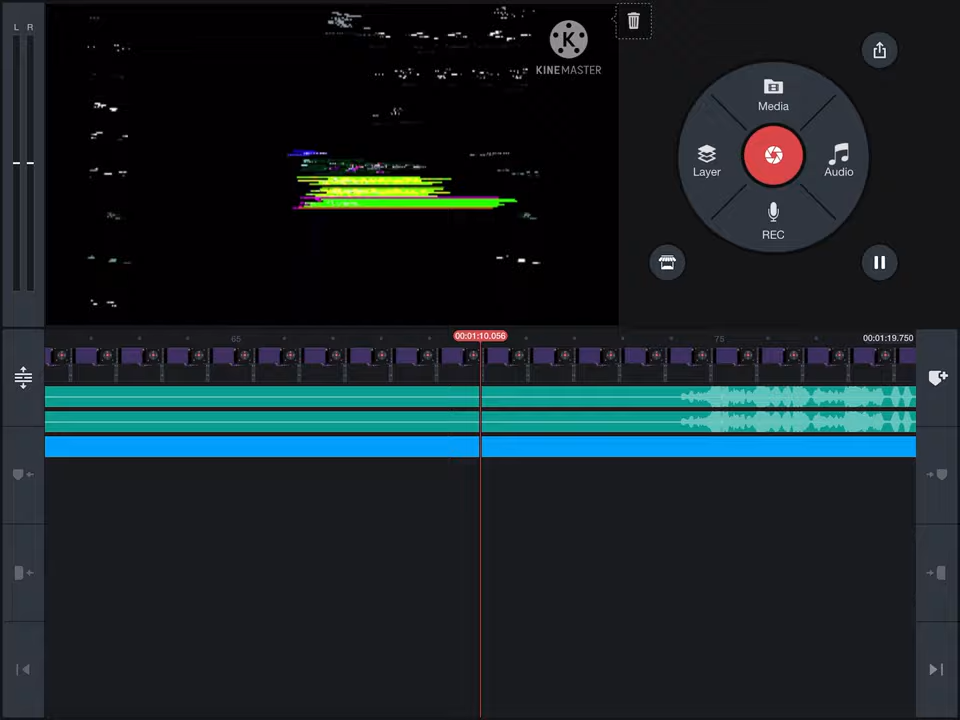 L R
KINEMASTER
Media
Layer
Audio
REC
00:01:10.056
65
75
00:01:19.750